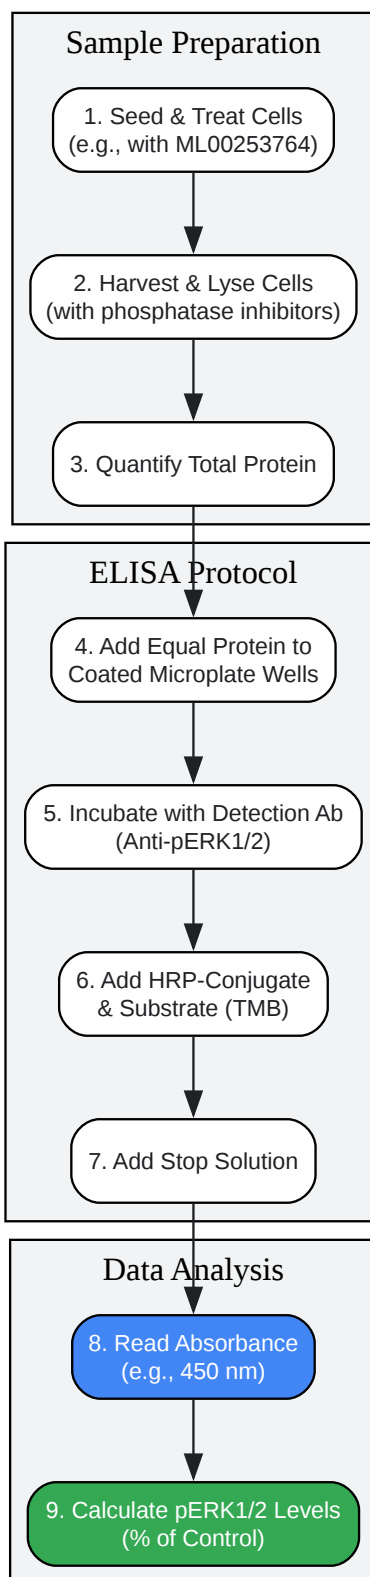 Sample Preparation
1. Seed & Treat Cells
(e.g., with ML00253764)
2. Harvest & Lyse Cells
(with phosphatase inhibitors)
3. Quantify Total Protein
ELISA Protocol
4. Add Equal Protein to
Coated Microplate Wells
5. Incubate with Detection Ab
(Anti-pERK1/2)
6. Add HRP-Conjugate
& Substrate (TMB)
7. Add Stop Solution
Data Analysis
8. Read Absorbance
(e.g., 450 nm)
9. Calculate pERK1/2 Levels
(% of Control)